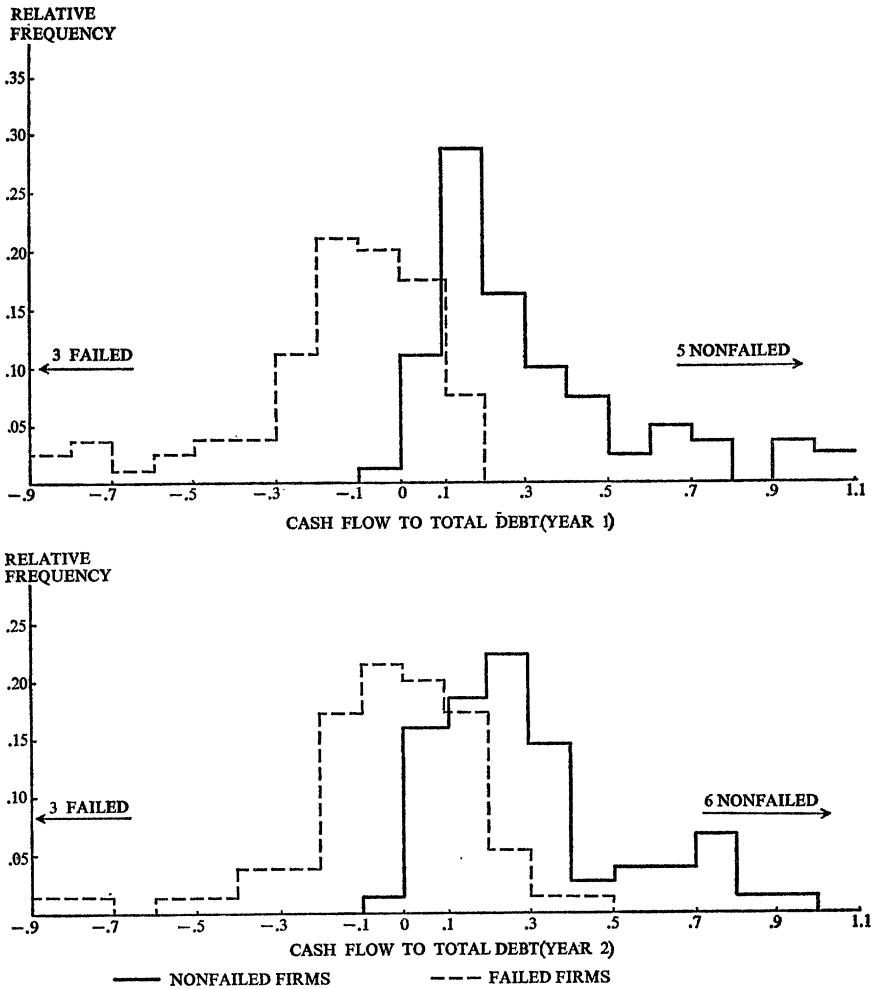 RELATIVE
FREQUENCY
.35
.30
.25
.20
.15
.10
.05
3 FAILED
5 NONFAILED
-.9 -.7 -.5 -.3 -.1 0 .1 .3 .5 .7 .9 1.1
CASH FLOW TO TOTAL DEBT(YEAR 1)
RELATIVE
FREQUENCY
.25
.20
.15
.10
.05
3 FAILED
6 NONFAILED
-.9 -.7 -.5 -.3 -.1 0 .1 .3 .5 .7 .9 1.1
CASH FLOW TO TOTAL DEBT(YEAR 2)
NONFAILED FIRMS FAILED FIRMS